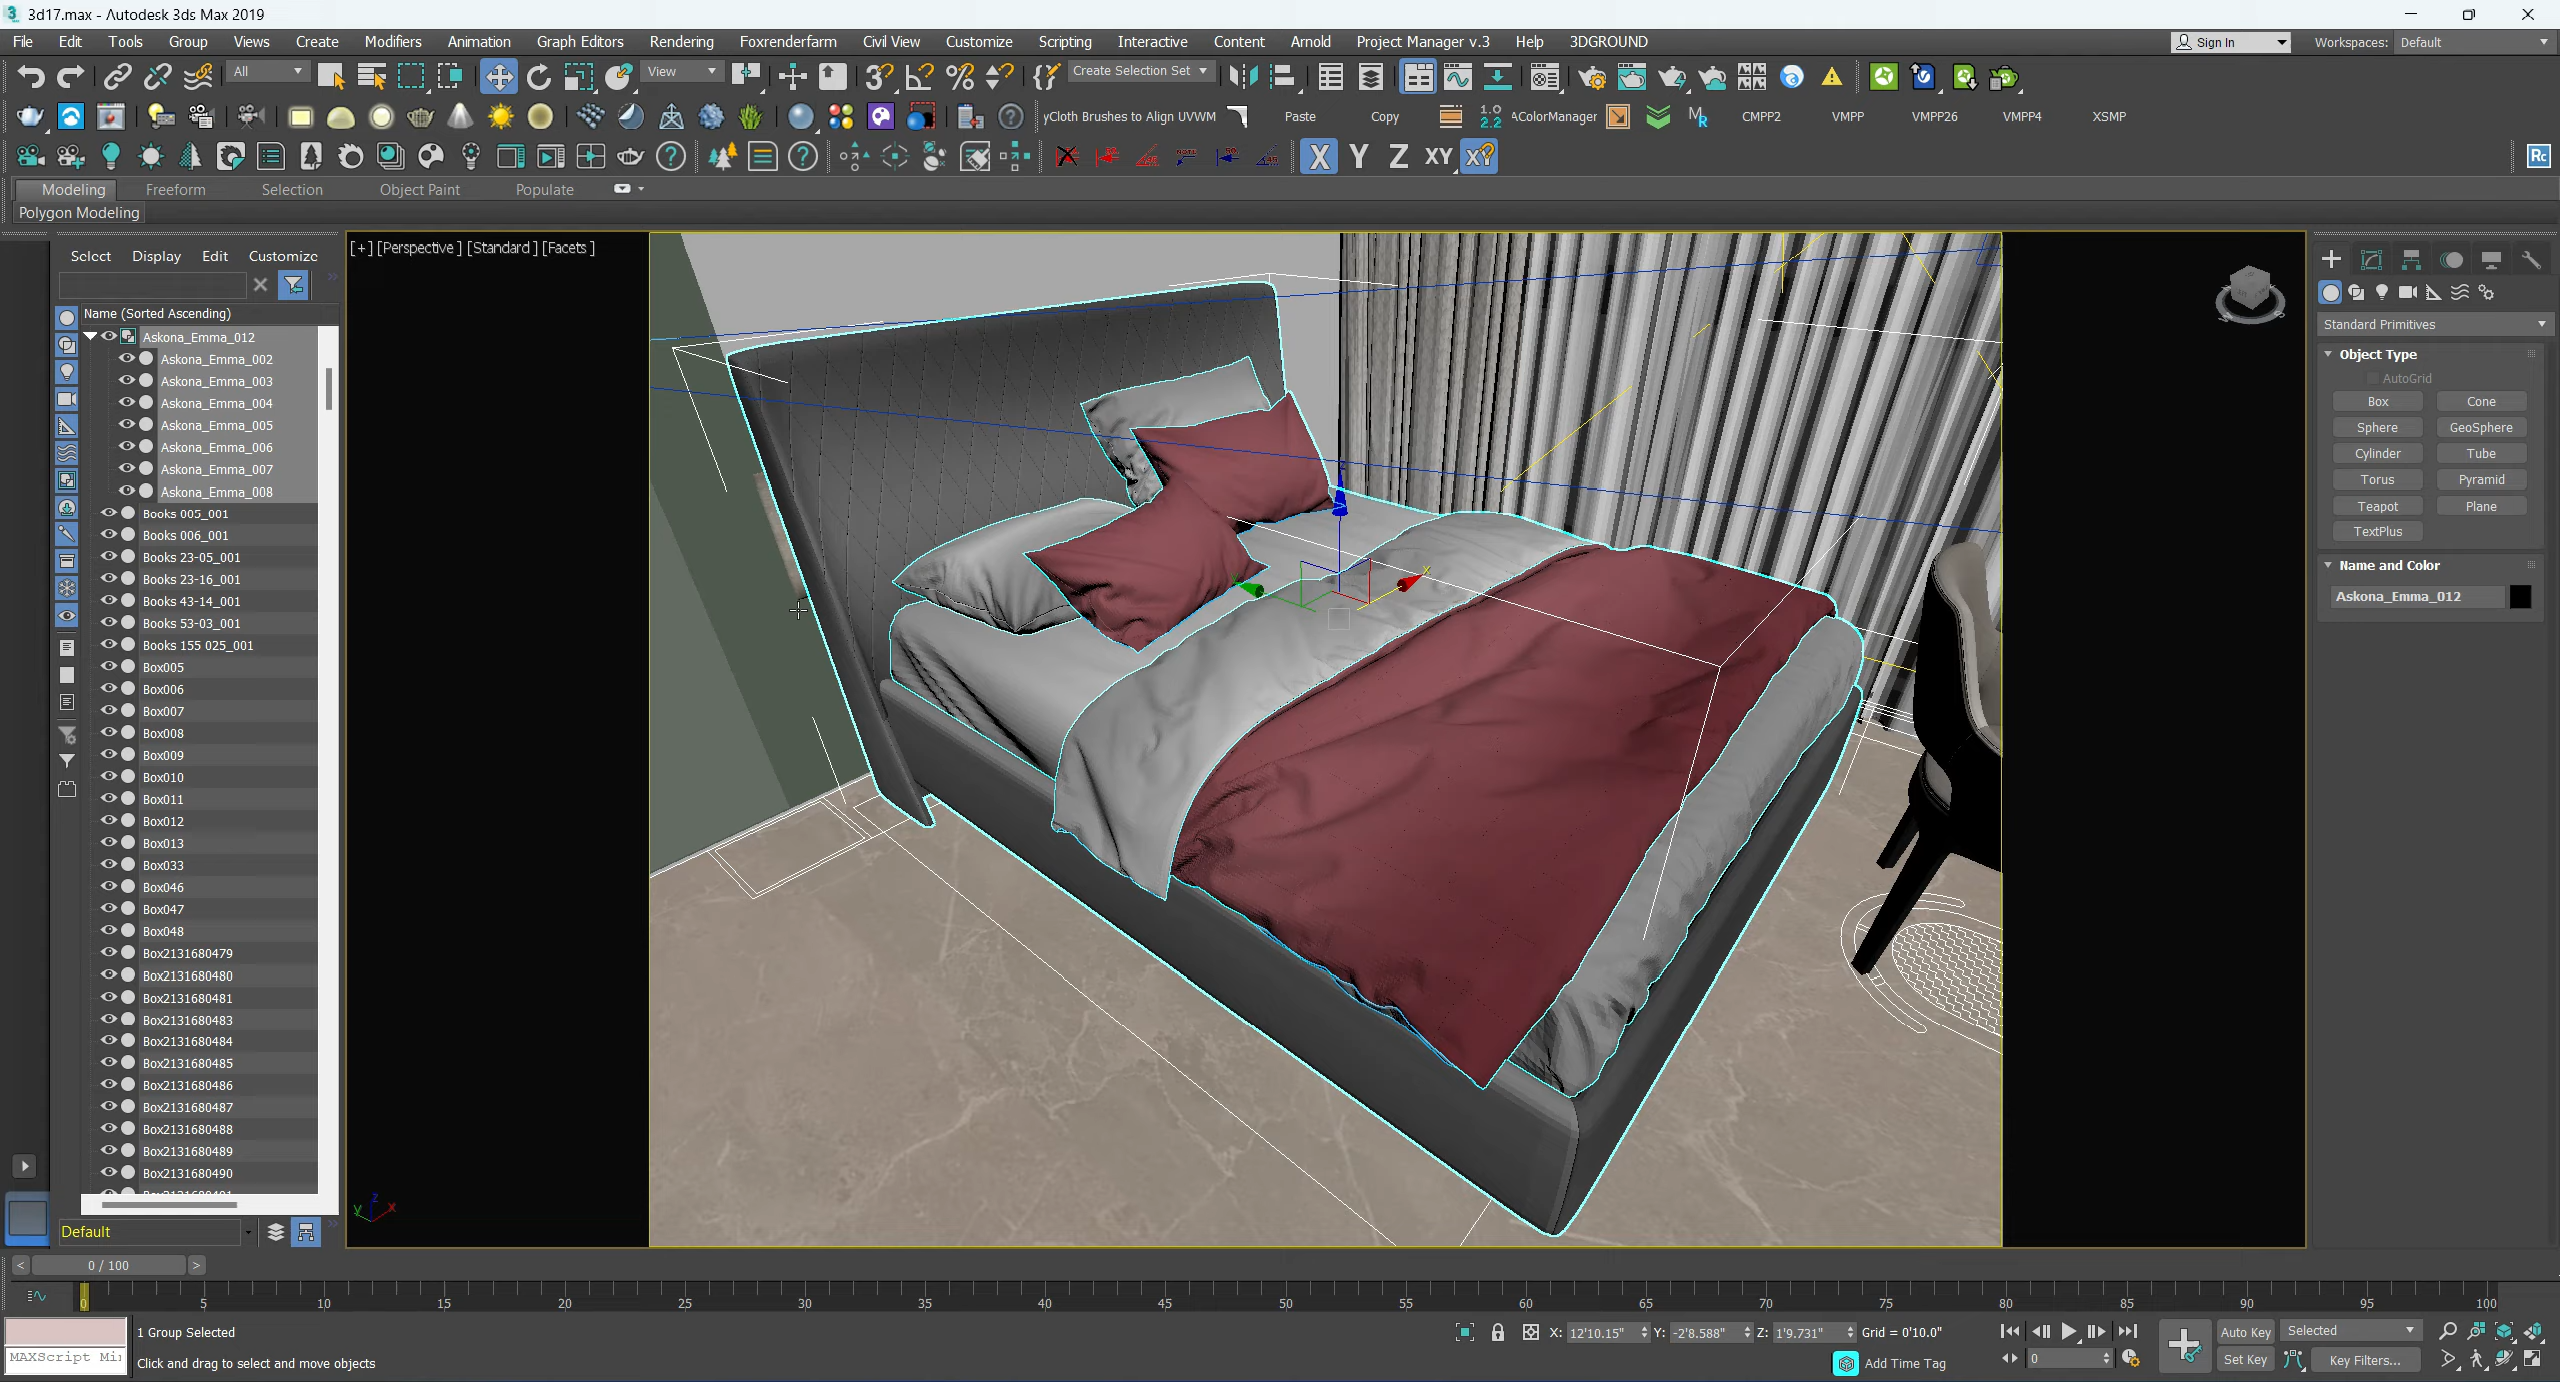 3d17.max - Autodesk 3ds Max 2019
File Edit Tools Group Views Create Modifiers Animation Graph Editors Rendering Foxrenderfarm Civil View Customize Scripting Interactive Content Arnold Project Manager v.3 Help 3DGROUND Sign In Workspaces: Default
All View Create Selection Set
yCloth Brushes to Align UVWM Paste Copy 1.0 2.2 AColorManager CMPP2 VMPP VMPP26 VMPP4 XSMP
X Y Z XY Rc
Modeling Freeform Selection Object Paint Populate
Polygon Modeling
Select Display Edit Customize
[+] [Perspective] [Standard] [Facets]
Name (Sorted Ascending)
Askona_Emma_012
Askona_Emma_002
Askona_Emma_003
Askona_Emma_004
Askona_Emma_005
Askona_Emma_006
Askona_Emma_007
Askona_Emma_008
Books 005_001
Books 006_001
Books 23-05_001
Books 23-16_001
Books 43-14_001
Books 53-03_001
Books 155 025_001
Box005
Box006
Box007
Box008
Box009
Box010
Box011
Box012
Box013
Box033
Box046
Box047
Box048
Box2131680479
Box2131680480
Box2131680481
Box2131680483
Box2131680484
Box2131680485
Box2131680486
Box2131680487
Box2131680488
Box2131680489
Box2131680490
Default
Standard Primitives
Object Type
AutoGrid
Box Cone
Sphere GeoSphere
Cylinder Tube
Torus Pyramid
Teapot Plane
TextPlus
Name and Color
Askona_Emma_012
< 0 / 100 >
0 5 10 15 20 25 30 35 40 45 50 55 60 65 70 75 80 85 90 95 100
1 Group Selected X: 12'10.15" Y: -2'8.588" Z: 1'9.731" Grid = 0'10.0" Auto Key Selected
MAXScript Mi Click and drag to select and move objects Add Time Tag 0 Set Key Key Filters...